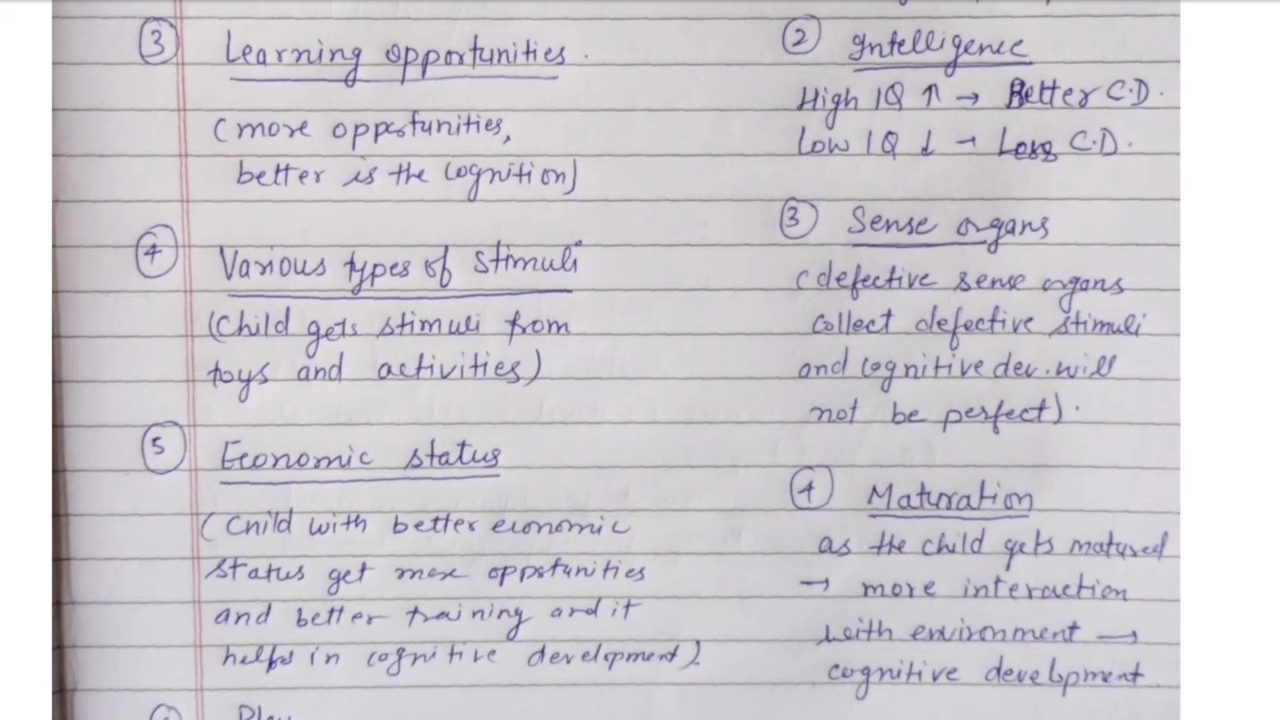 ③ Learning opportunities.
(more opportunities,
better is the cognition)
④ Various types of stimuli
(Child gets stimuli from
toys and activities)
⑤ Economic status
(Child with better economic
status get more oppotunities
and better training and it
helps in cognitive development).
Play
② Intelligence
High IQ ↑ → Better C.D.
Low IQ ↓ → Less C.D.
③ Sense organs
(defective sense organs
collect defective stimuli
and cognitive dev. will
not be perfect).
④ Maturation
as the child gets matured
→ more interaction
with environment →
cognitive development